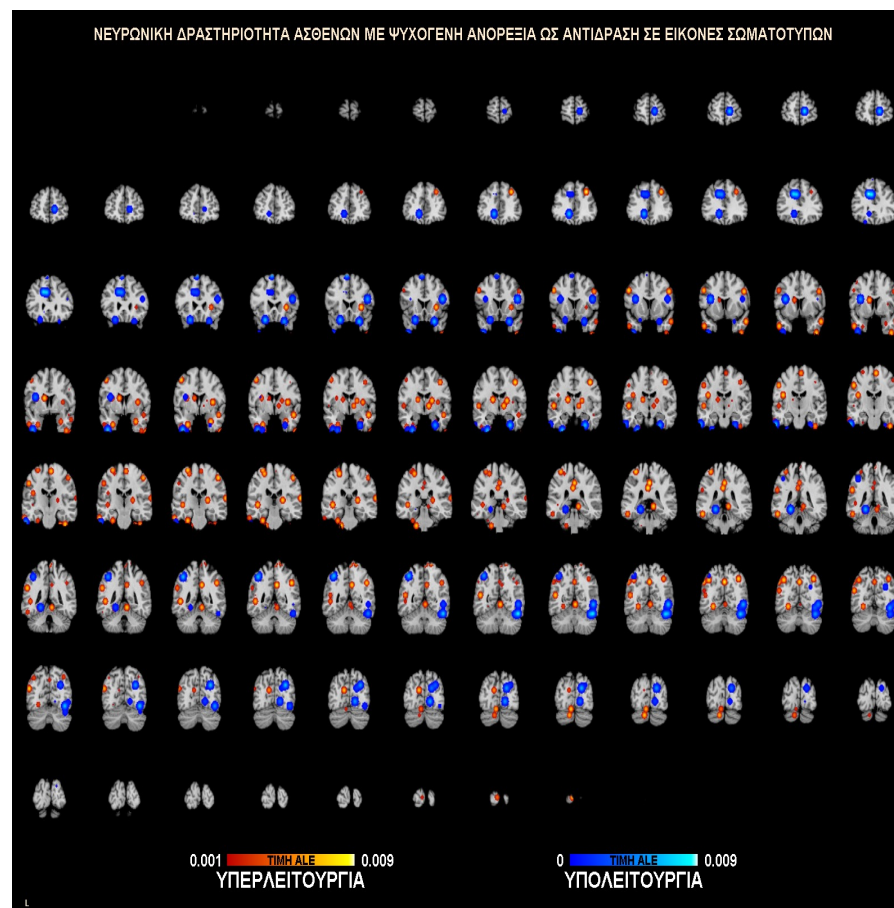 ΝΕΥΡΩΝΙΚΗ ΔΡΑΣΤΗΡΙΟΤΗΤΑ ΑΣΘΕΝΩΝ ΜΕ ΨΥΧΟΓΕΝΗ ΑΝΟΡΕΞΙΑ ΩΣ ΑΝΤΙΔΡΑΣΗ ΣΕ ΕΙΚΟΝΕΣ ΣΩΜΑΤΟΤΥΠΩΝ
0.001 ΤΙΜΗ ALE 0.009 0 ΤΙΜΗ ALE 0.009
ΥΠΕΡΛΕΙΤΟΥΡΓΙΑ ΥΠΟΛΕΙΤΟΥΡΓΙΑ
L